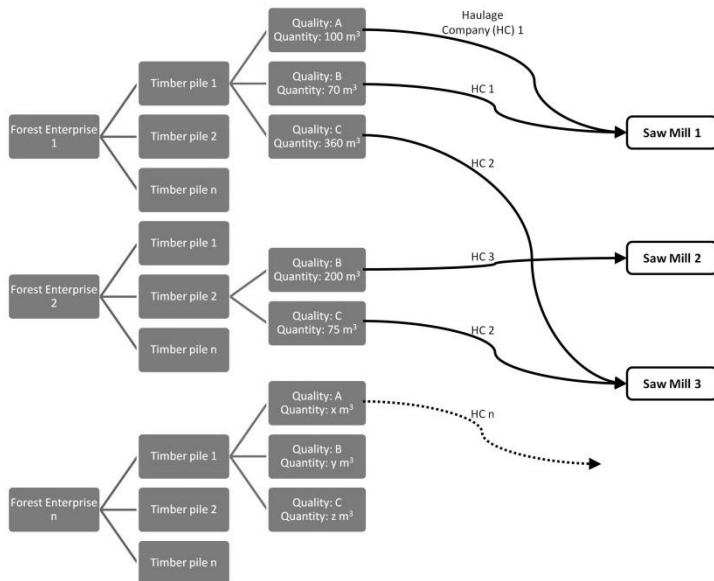 Quality: A
Quantity: 100 m³
Haulage
Company (HC) 1
Timber pile 1
Quality: B
Quantity: 70 m³
HC 1
Forest Enterprise
1
Timber pile 2
Quality: C
Quantity: 360 m³
Saw Mill 1
HC 2
Timber pile n
Timber pile 1
Quality: B
Quantity: 200 m³
HC 3
Saw Mill 2
Forest Enterprise
2
Timber pile 2
Quality: C
Quantity: 75 m³
HC 2
Timber pile n
Saw Mill 3
Quality: A
Quantity: x m³
HC n
Timber pile 1
Quality: B
Quantity: y m³
Forest Enterprise
n
Timber pile 2
Quality: C
Quantity: z m³
Timber pile n